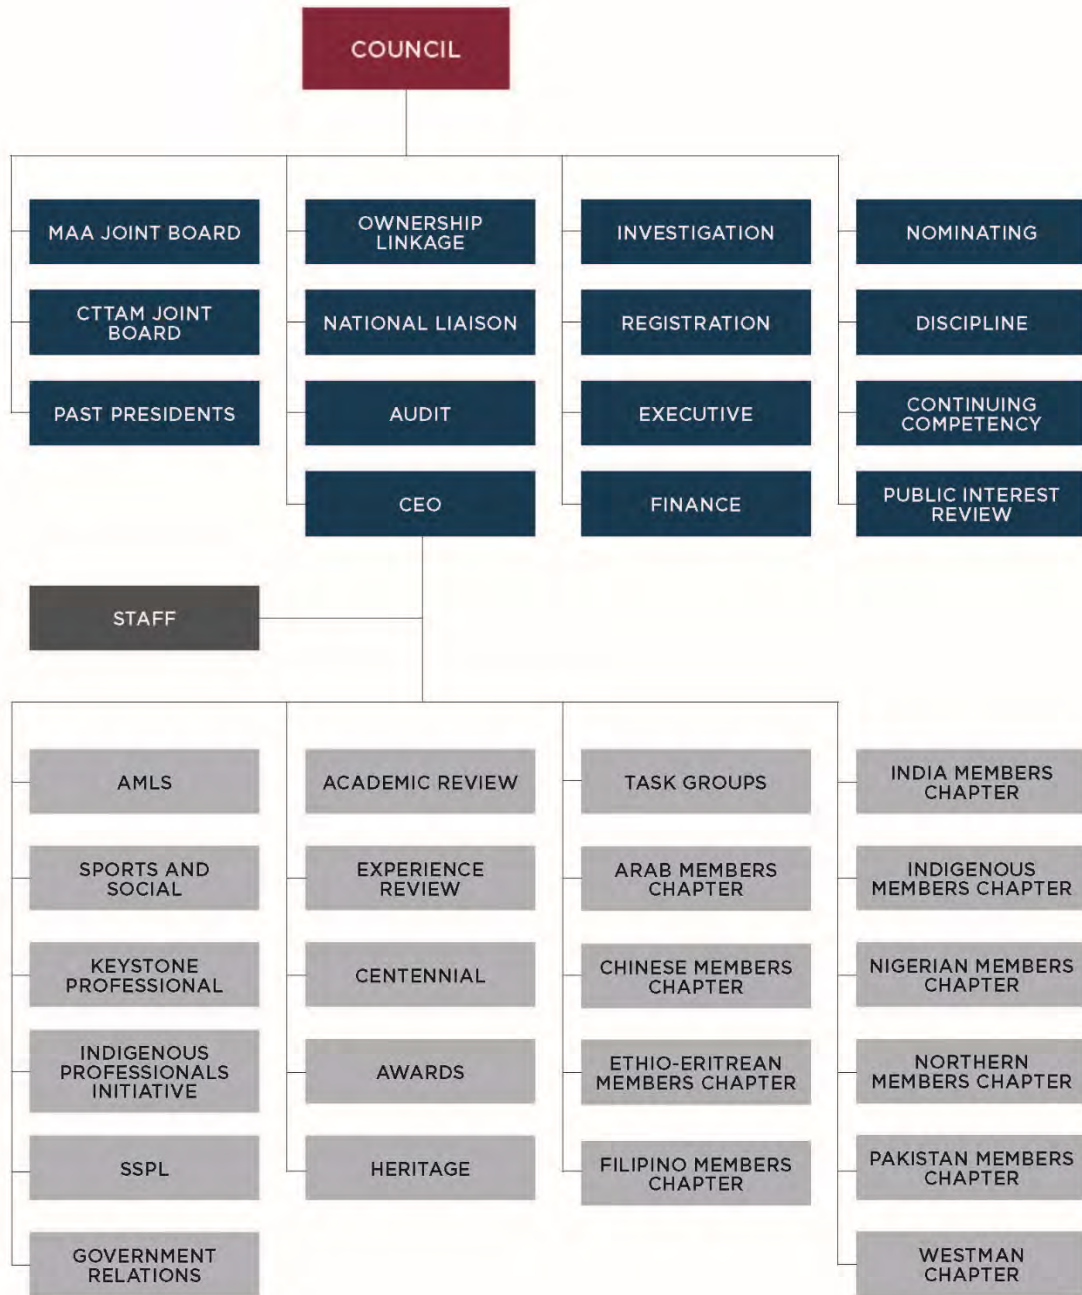 COUNCIL
MAA JOINT BOARD
OWNERSHIP
LINKAGE
INVESTIGATION
NOMINATING
CTTAM JOINT
BOARD
NATIONAL LIAISON
REGISTRATION
DISCIPLINE
PAST PRESIDENTS
AUDIT
EXECUTIVE
CONTINUING
COMPETENCY
CEO
FINANCE
PUBLIC INTEREST
REVIEW
STAFF
AMLS
ACADEMIC REVIEW
TASK GROUPS
INDIA MEMBERS
CHAPTER
SPORTS AND
SOCIAL
EXPERIENCE
REVIEW
ARAB MEMBERS
CHAPTER
INDIGENOUS
MEMBERS CHAPTER
KEYSTONE
PROFESSIONAL
CENTENNIAL
CHINESE MEMBERS
CHAPTER
NIGERIAN MEMBERS
CHAPTER
INDIGENOUS
PROFESSIONALS
INITIATIVE
AWARDS
ETHIO-ERITREAN
MEMBERS CHAPTER
NORTHERN
MEMBERS CHAPTER
SSPL
HERITAGE
FILIPINO MEMBERS
CHAPTER
PAKISTAN MEMBERS
CHAPTER
GOVERNMENT
RELATIONS
WESTMAN
CHAPTER